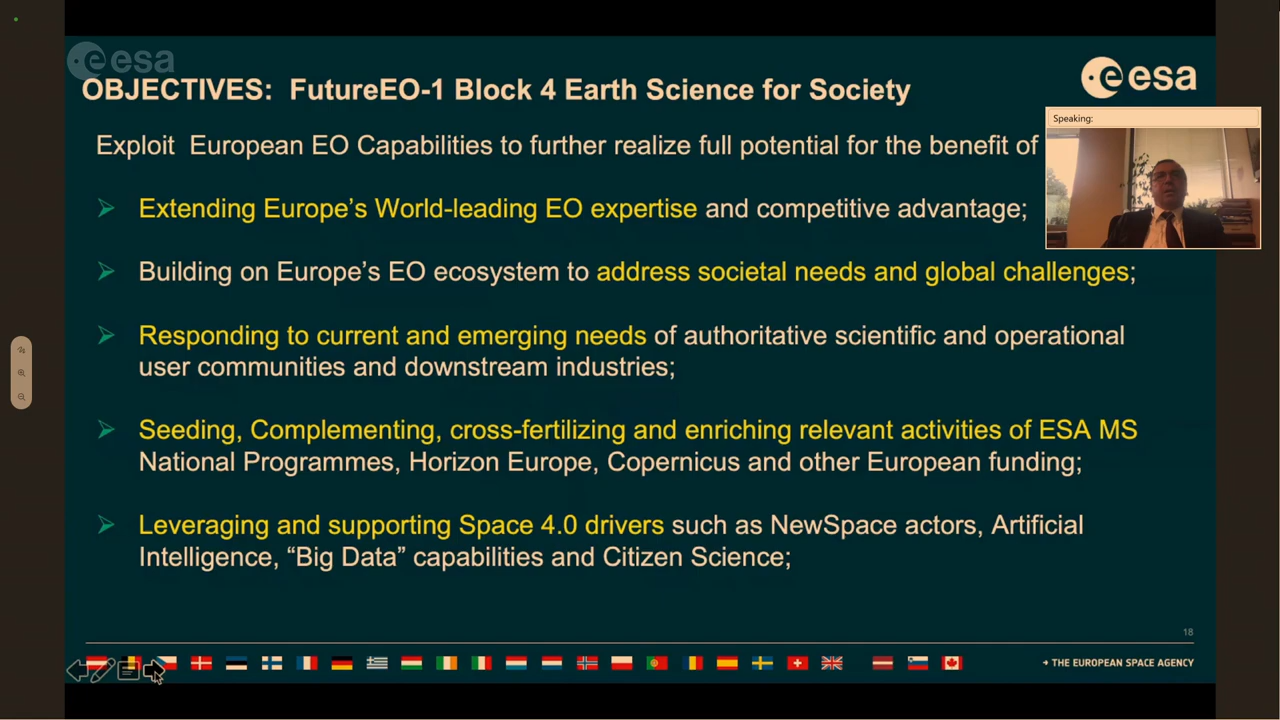 esa
OBJECTIVES: FutureEO-1 Block 4 Earth Science for Society
esa
Speaking:
Exploit European EO Capabilities to further realize full potential for the benefit of
Extending Europe's World-leading EO expertise and competitive advantage;
Building on Europe's EO ecosystem to address societal needs and global challenges;
Responding to current and emerging needs of authoritative scientific and operational
user communities and downstream industries;
Seeding, Complementing, cross-fertilizing and enriching relevant activities of ESA MS
National Programmes, Horizon Europe, Copernicus and other European funding;
Leveraging and supporting Space 4.0 drivers such as NewSpace actors, Artificial
Intelligence, “Big Data” capabilities and Citizen Science;
18
→ THE EUROPEAN SPACE AGENCY